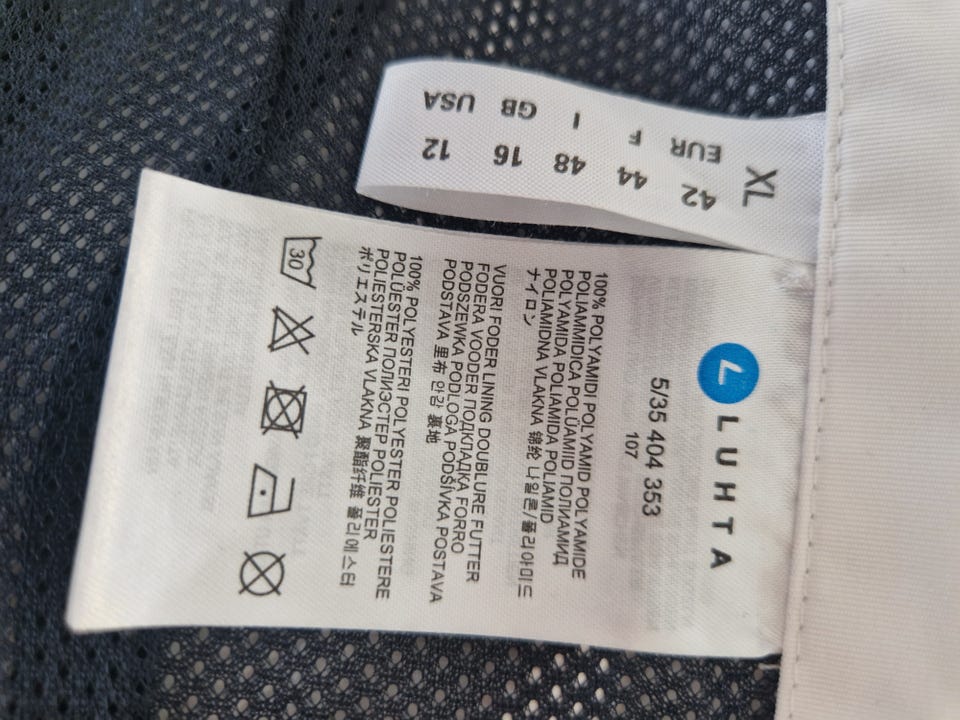 XL 42 44 48 16 12
EUR F I GB USA
L LUHTA
5/35 404 353
107
100% POLYAMIDI POLYAMID POLYAMIDE
POLIAMMIDICA POLÜAMIID ПОЛИАМИД
POLYAMIDA POLIAMIDA POLIAMID
POLIAMIDNA VLAKNA 锦纶 나일론/폴리아미드
ナイロン
VUORI FODER LINING DOUBLURE FUTTER
FODERA VOODER ПОДКЛАДКА FORRO
PODSZEWKA PODLOGA PODŠÍVKA POSTAVA
PODSTAVA 里布 안감 裏地
100% POLYESTERI POLYESTER POLIESTERE
POLÜESTER ПОЛИЭСТЕР POLIESTER
POLIESTERSKA VLAKNA 聚酯纤维 폴리에스터
ポリエステル
30